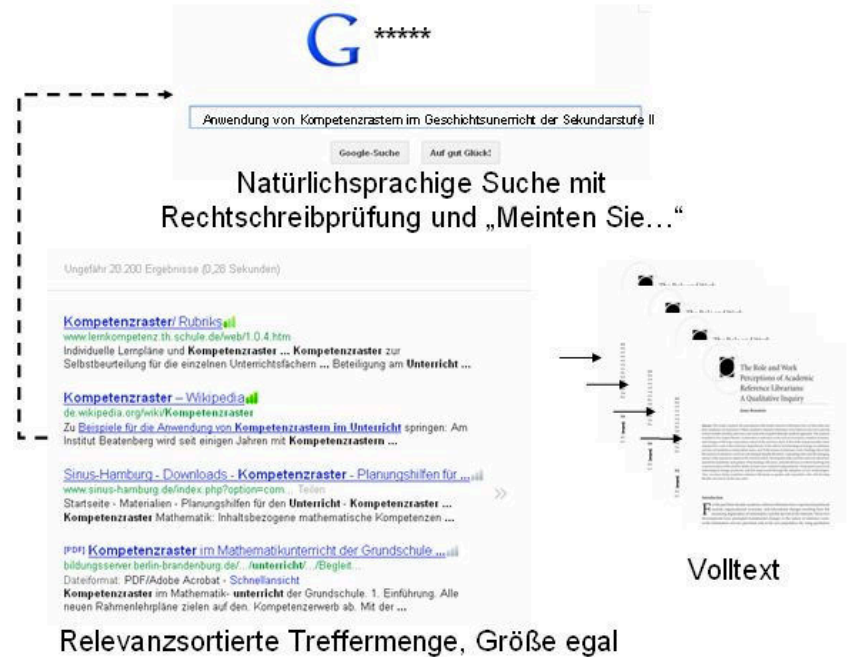 G *****
Anwendung von Kompetenzrastern im Geschichtsunerricht der Sekundarstufe II
Google-Suche Auf gut Glück!
Natürlichsprachige Suche mit
Rechtschreibprüfung und „Meinten Sie…“
Ungefähr 20.200 Ergebnisse (0,26 Sekunden)
Kompetenzraster/ Rubriks
www.lernkompetenz.th.schule.de/web/1.0.4.htm
Individuelle Lernpläne und Kompetenzraster ... Kompetenzraster zur
Selbstbeurteilung für die einzelnen Unterrichtsfächern ... Beteiligung am Unterricht ...
Kompetenzraster – Wikipedia
de.wikipedia.org/wiki/Kompetenzraster
Zu Beispiele für die Anwendung von Kompetenzrastern im Unterricht springen: Am
Institut Beatenberg wird seit einigen Jahren mit Kompetenzrastern ...
Sinus-Hamburg - Downloads - Kompetenzraster - Planungshilfen für ...
www.sinus-hamburg.de/index.php?option=com... Teilen
Startseite - Materialien - Planungshilfen für den Unterricht - Kompetenzraster ...
Kompetenzraster Mathematik: Inhaltsbezogene mathematische Kompetenzen ...
[PDF] Kompetenzraster im Mathematikunterricht der Grundschule ...
bildungsserver.berlin-brandenburg.de/.../unterricht/.../Begleit...
Dateiformat: PDF/Adobe Acrobat - Schnellansicht
Kompetenzraster im Mathematik- unterricht der Grundschule. 1. Einführung. Alle
neuen Rahmenlehrpläne zielen auf den. Kompetenzerwerb ab. Mit der ...
Relevanzsortierte Treffermenge, Größe egal
The Role and Work
Perceptions of Academic
Reference Librarians:
A Qualitative Inquiry
Introduction
Volltext